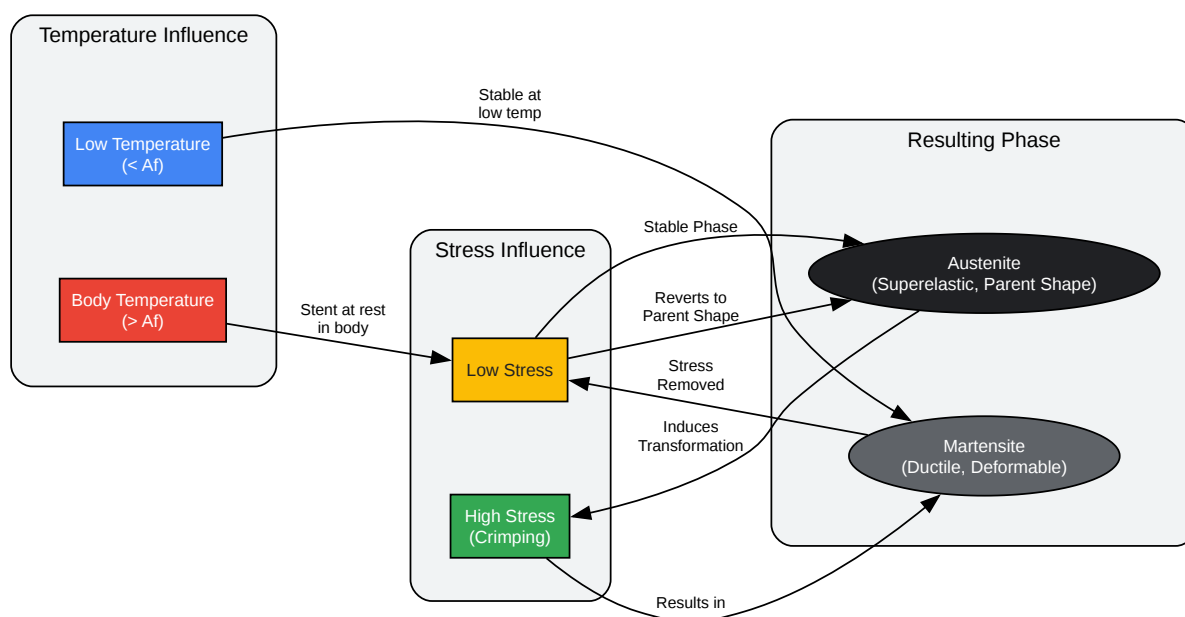 Temperature Influence
Low Temperature
(< Af)
Body Temperature
(> Af)
Stable at
low temp
Stent at rest
in body
Stress Influence
Low Stress
High Stress
(Crimping)
Stable Phase
Reverts to
Parent Shape
Stress
Removed
Induces
Transformation
Results in
Resulting Phase
Austenite
(Superelastic, Parent Shape)
Martensite
(Ductile, Deformable)